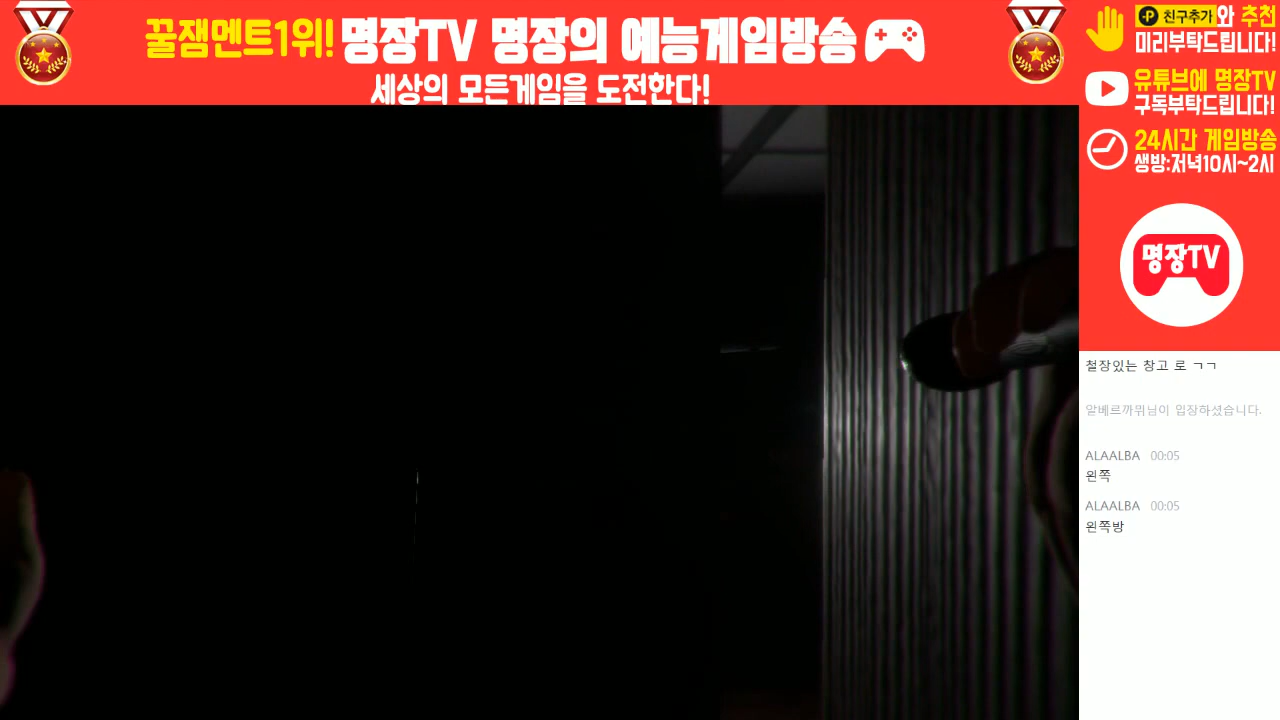 꿀잼멘트1위! 명장TV 명장의 예능게임방송
세상의 모든게임을 도전한다!
친구추가와 추천
미리부탁드립니다!
유튜브에 명장TV
구독부탁드립니다!
24시간 게임방송
생방:저녁10시~2시
명장TV
철장있는 창고 로 ㄱㄱ
알베르까뮈님이 입장하셨습니다.
ALAALBA 00:05
왼쪽
ALAALBA 00:05
왼쪽방